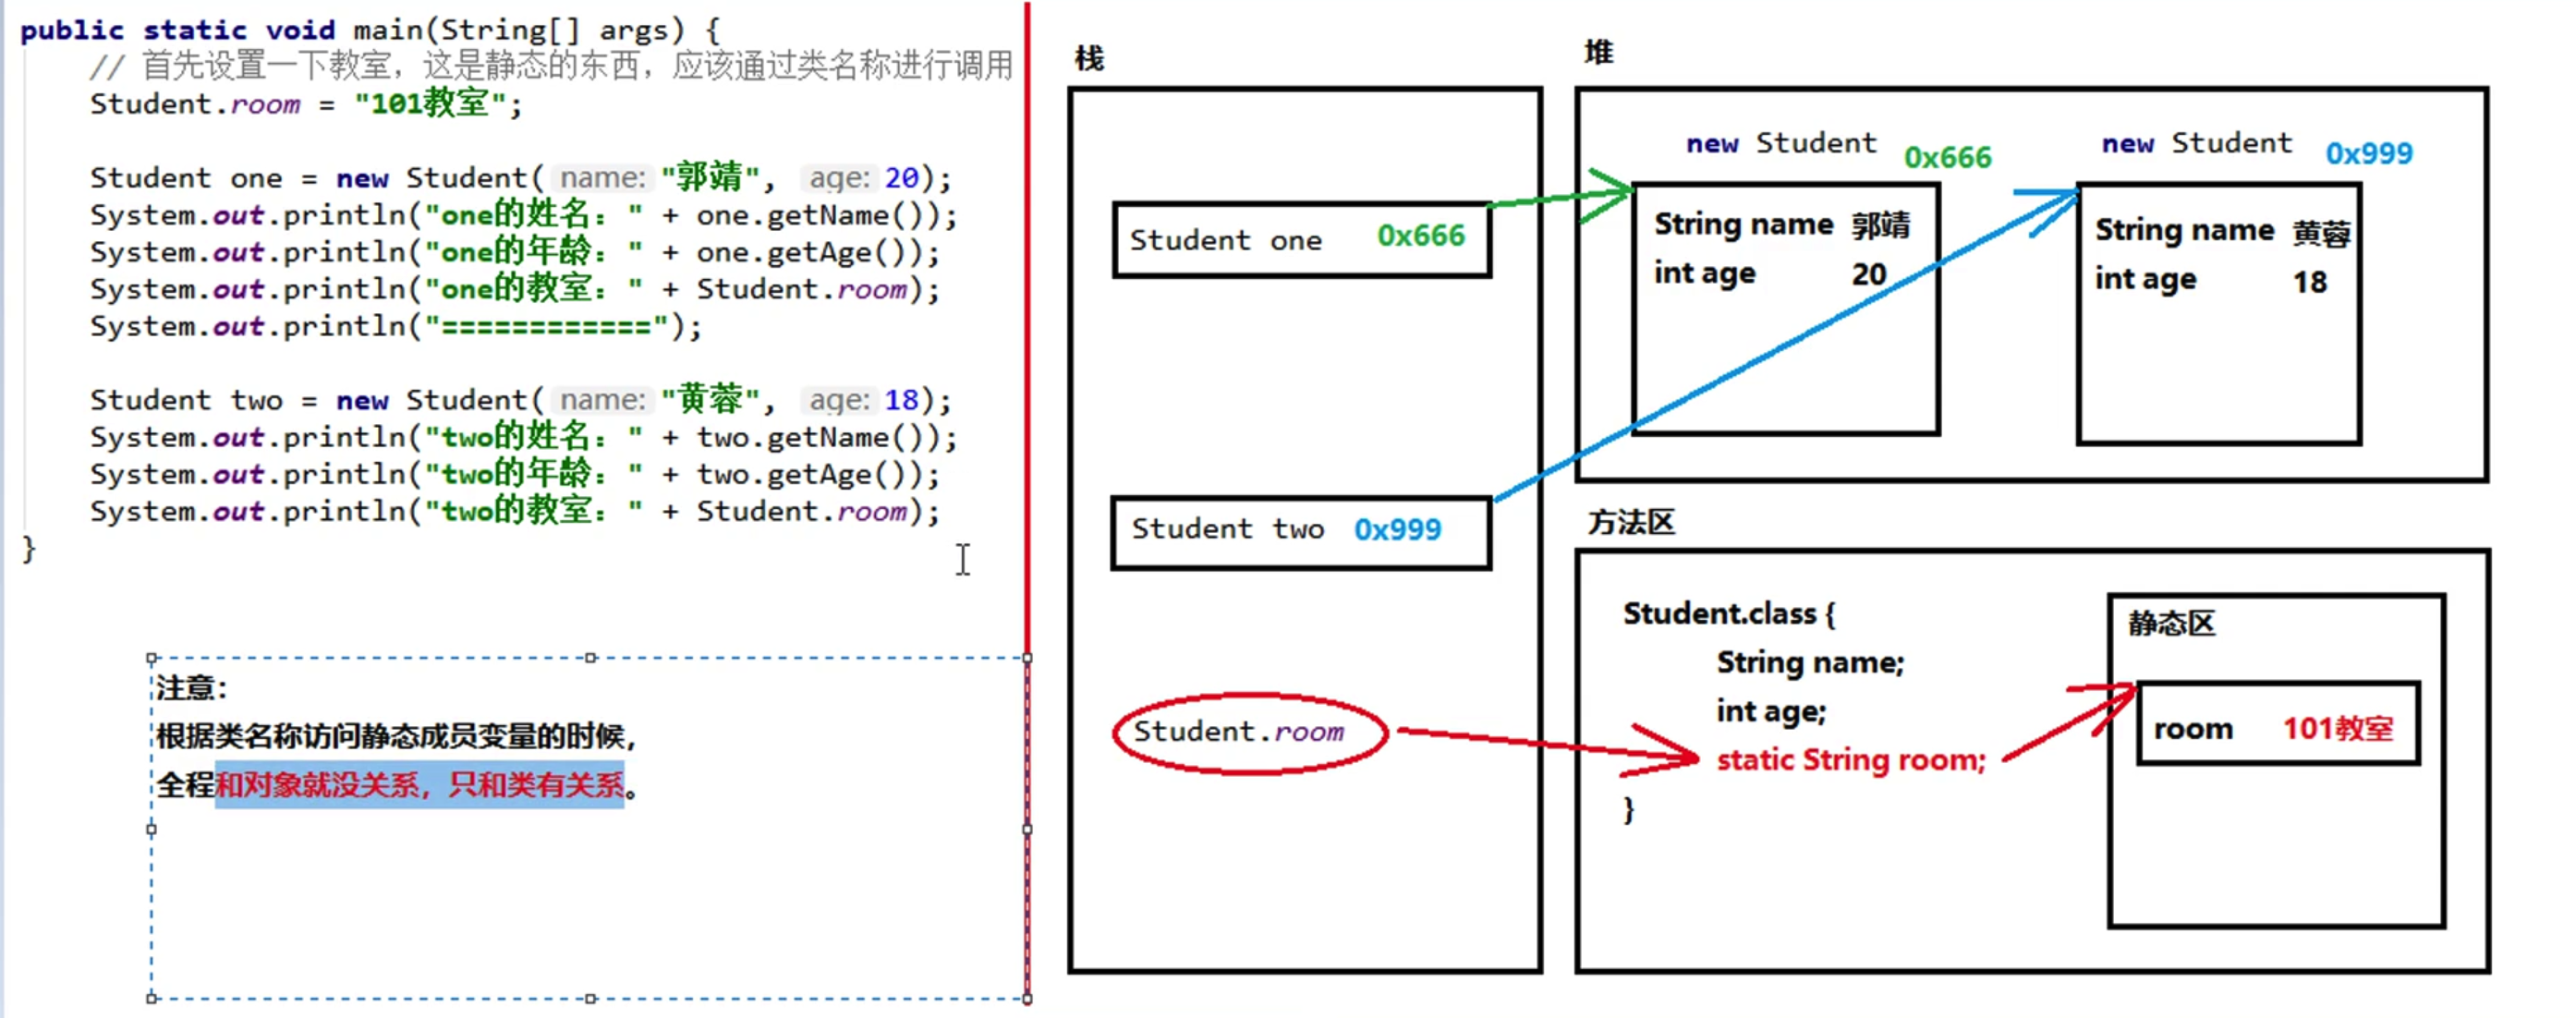 public static void main(String[] args) {
// 首先设置一下教室，这是静态的东西，应该通过类名称进行调用
Student.room = "101教室";
Student one = new Student( name: "郭靖", age: 20);
System.out.println("one的姓名：" + one.getName());
System.out.println("one的年龄：" + one.getAge());
System.out.println("one的教室：" + Student.room);
System.out.println("============");
Student two = new Student( name: "黄蓉", age: 18);
System.out.println("two的姓名：" + two.getName());
System.out.println("two的年龄：" + two.getAge());
System.out.println("two的教室：" + Student.room);
}
注意：
根据类名称访问静态成员变量的时候，
全程和对象就没关系，只和类有关系。
栈
Student one 0x666
Student two 0x999
Student.room
堆
new Student 0x666
String name 郭靖
int age 20
new Student 0x999
String name 黄蓉
int age 18
方法区
Student.class {
String name;
int age;
static String room;
}
静态区
room 101教室